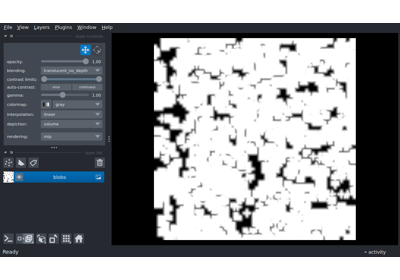 File View Layers Plugins Window Help
opacity: 1.00
blending: translucent_no_depth
contrast limits:
auto-contrast: once continuous
gamma: 1.00
colormap: gray
interpolation: linear
depiction: volume
rendering: mip
blobs
Ready activity